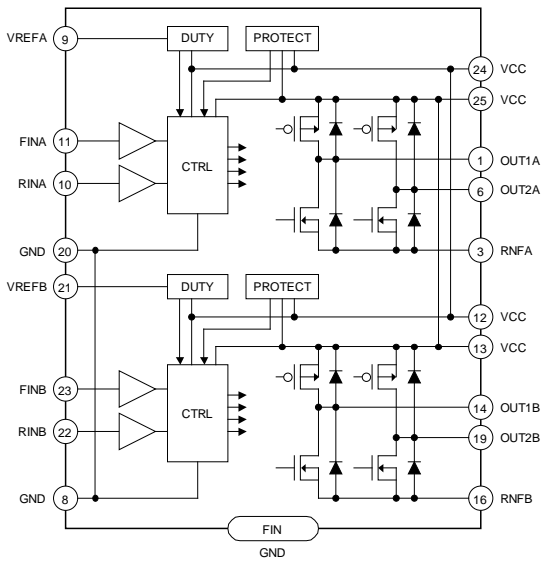 VREFA 9 DUTY PROTECT
24 VCC
25 VCC
FINA 11
CTRL
1 OUT1A
RINA 10
6 OUT2A
GND 20
3 RNFA
VREFB 21 DUTY PROTECT
12 VCC
13 VCC
FINB 23
CTRL
14 OUT1B
RINB 22
19 OUT2B
GND 8
16 RNFB
FIN
GND